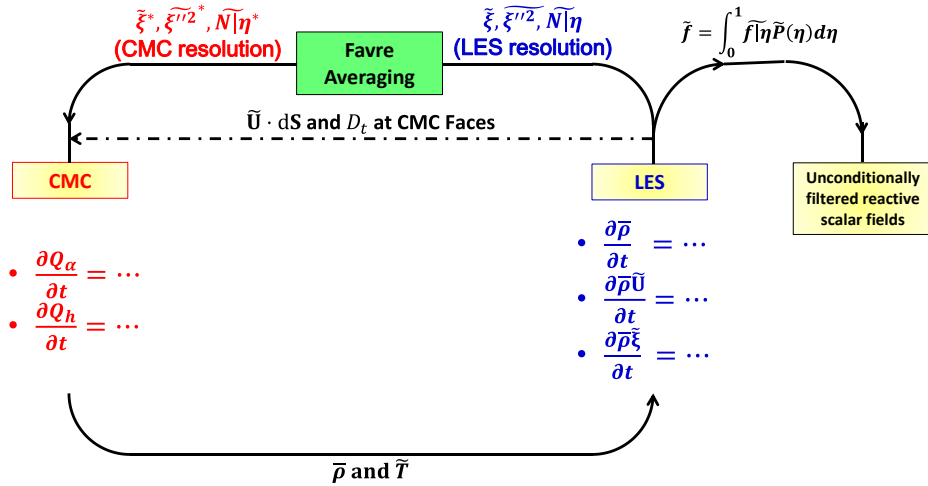 ξ̃*, ξ''²̃*, Ñ|η*
(CMC resolution)
Favre
Averaging
ξ̃, ξ''²̃, Ñ|η
(LES resolution)
f̃ = ∫₀¹ f̃|η P̃(η)dη
Ũ · dS and D_t at CMC Faces
CMC
LES
Unconditionally
filtered reactive
scalar fields
• ∂Q_α/∂t = ⋯
• ∂Q_h/∂t = ⋯
• ∂ρ̅/∂t = ⋯
• ∂ρ̅Ũ/∂t = ⋯
• ∂ρ̅ξ̃/∂t = ⋯
ρ̅ and T̃